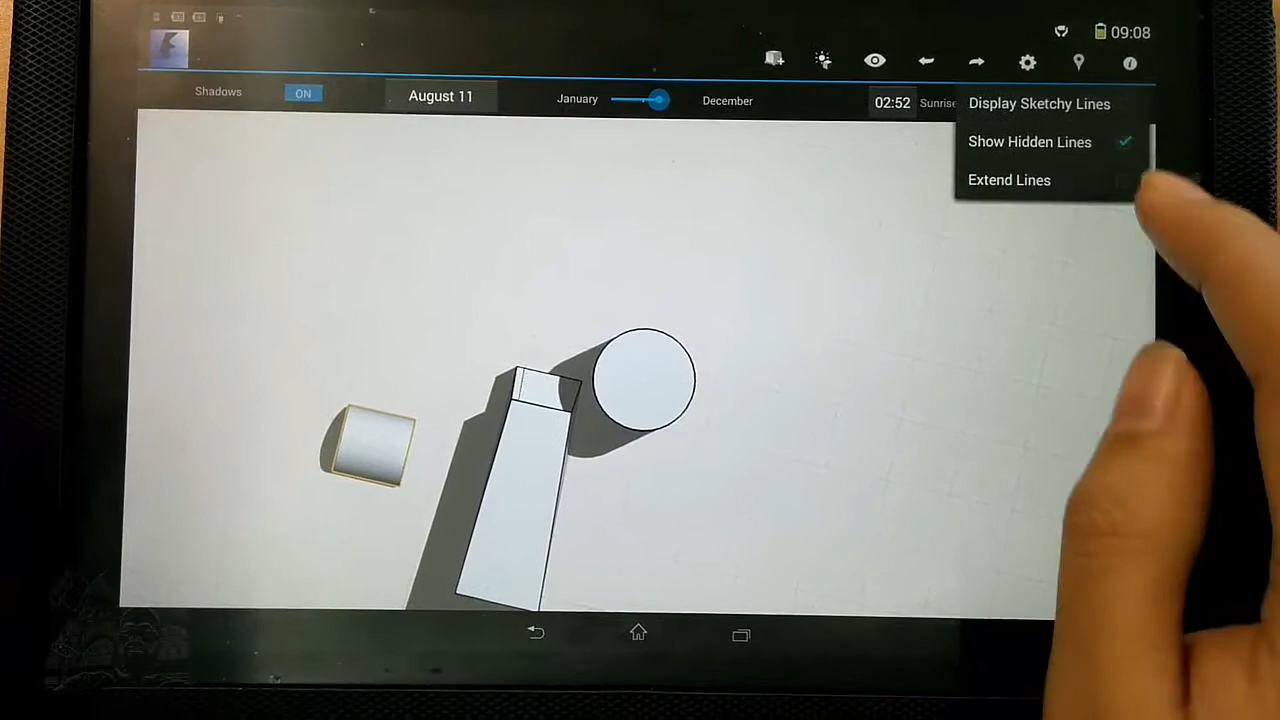 09:08
Shadows ON August 11 January December 02:52 Sunrise
Display Sketchy Lines
Show Hidden Lines
Extend Lines